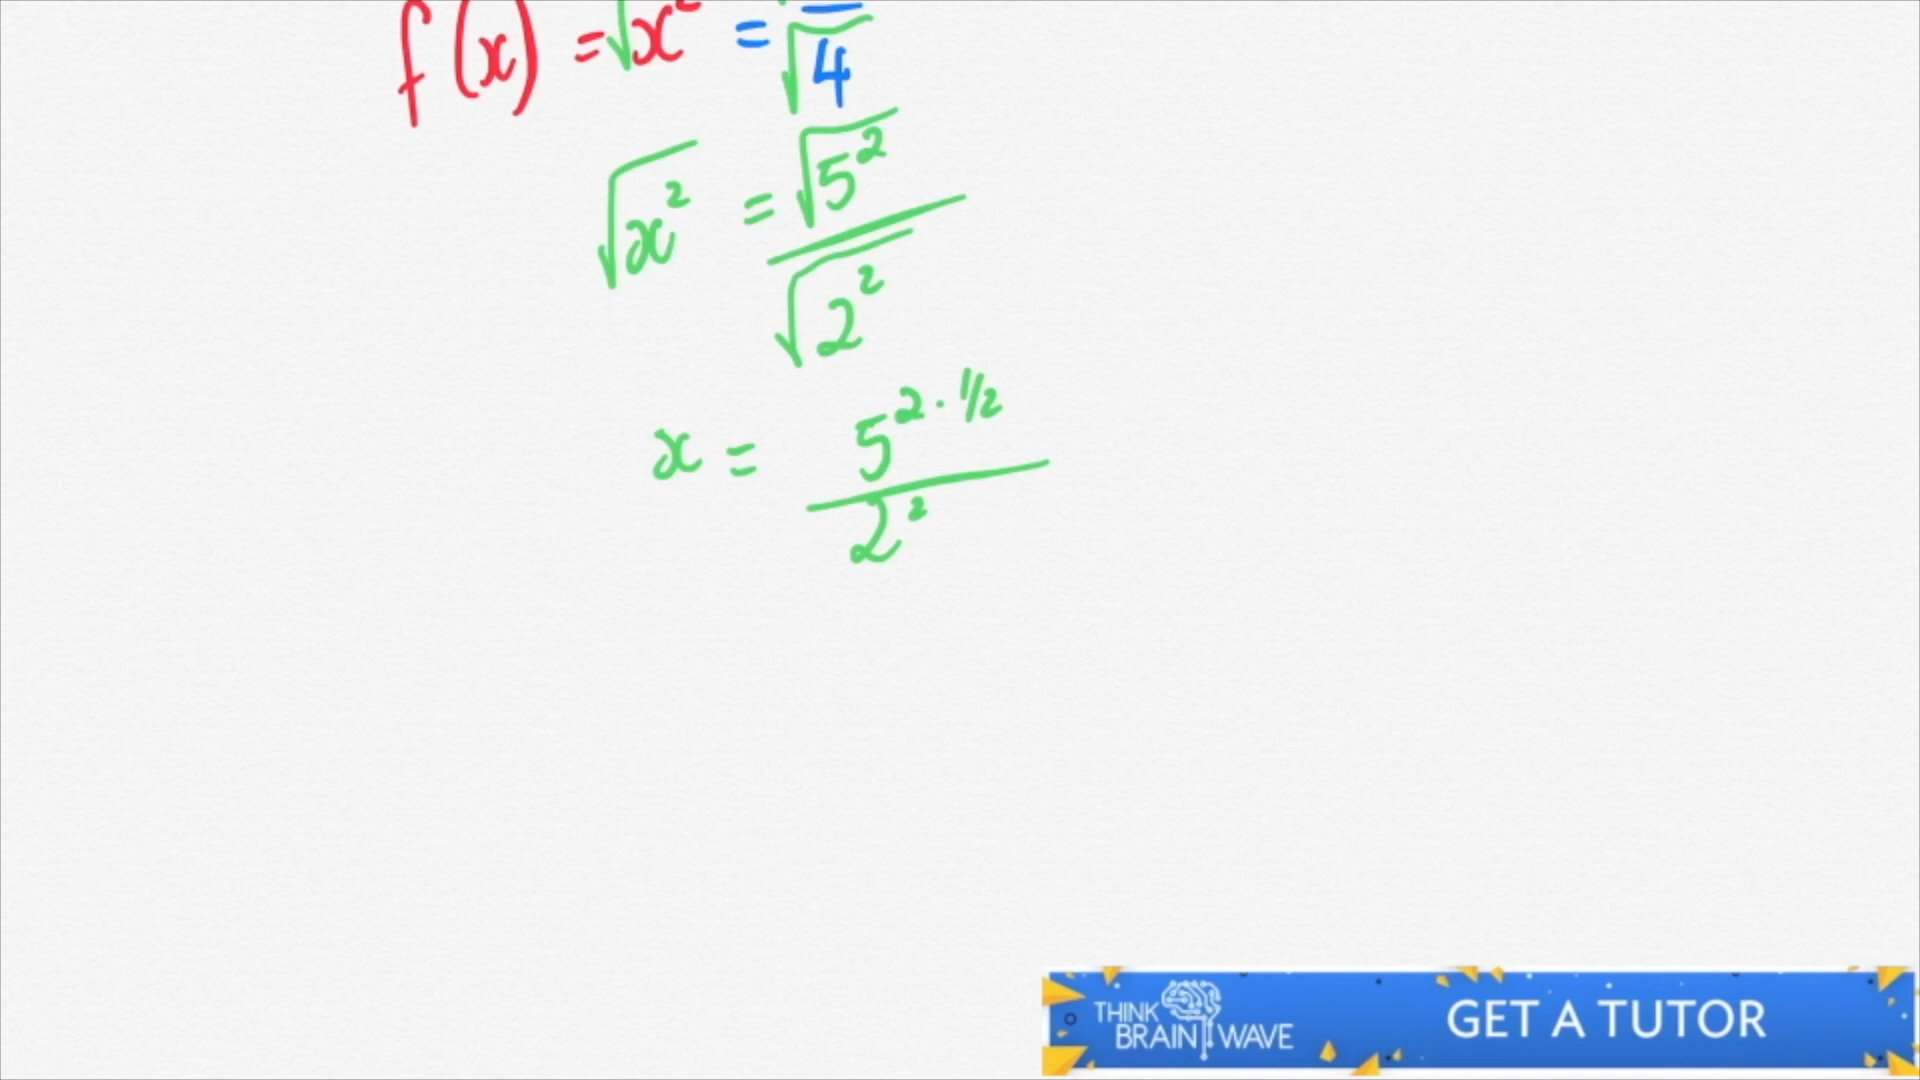 f(x) = √x² = √4
√x² = √5² / √2²
x = 5^(2·1/2) / 2²
THINK BRAIN WAVE
GET A TUTOR